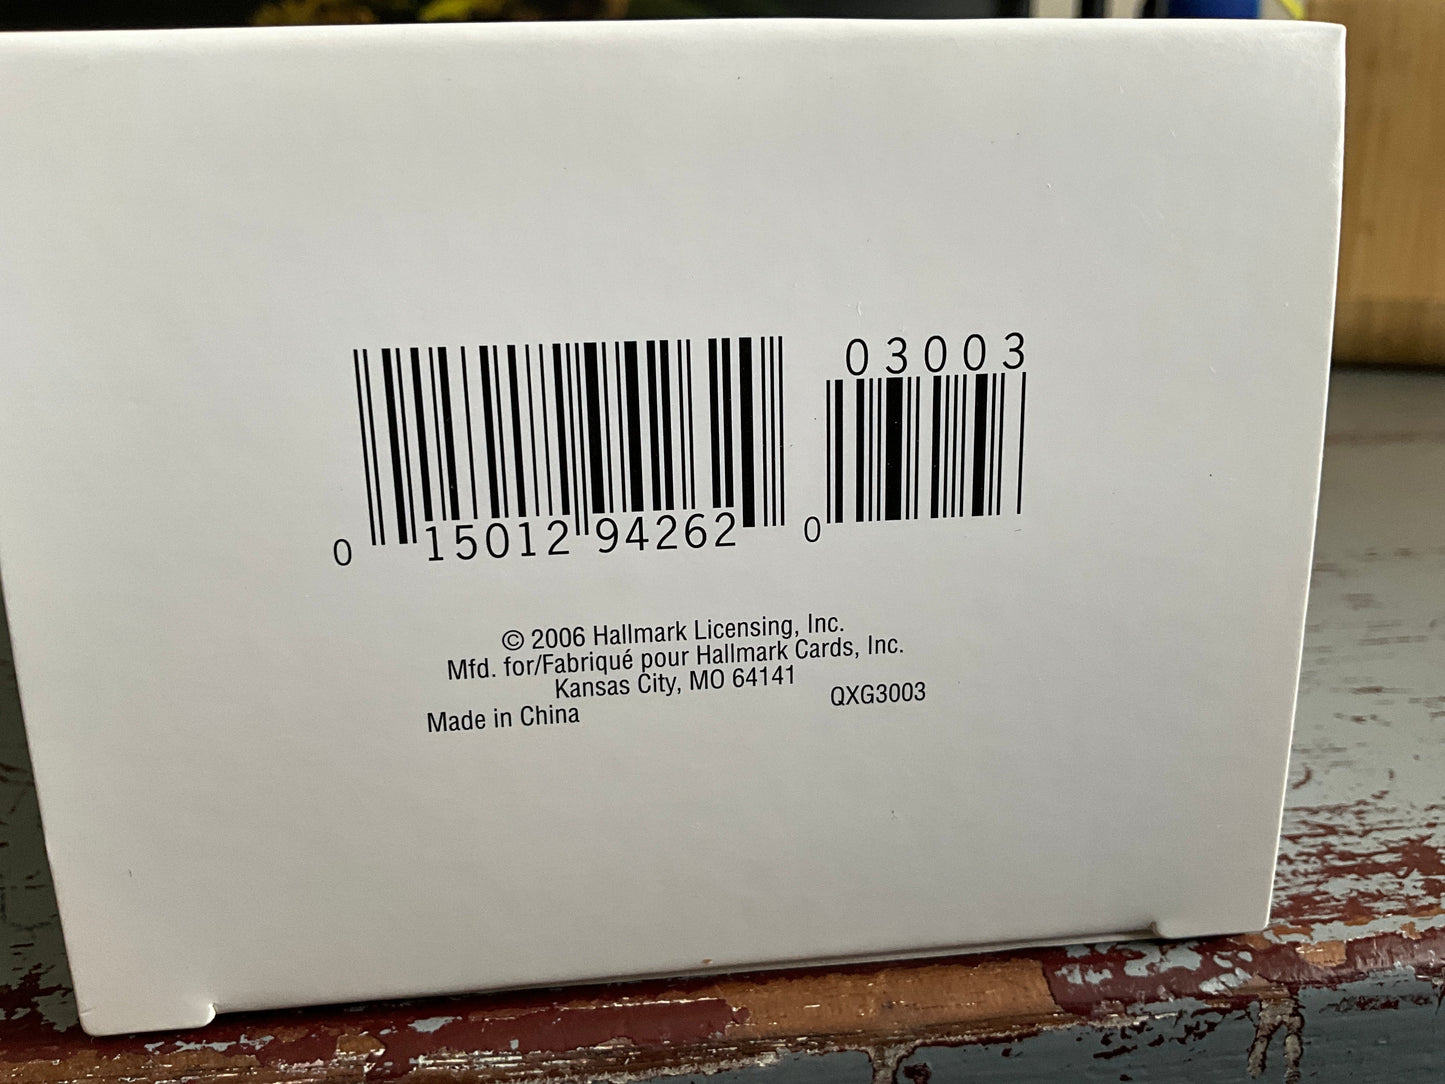 03003
0 15012 94262 0
© 2006 Hallmark Licensing, Inc.
Mfd. for/Fabriqué pour Hallmark Cards, Inc.
Kansas City, MO 64141
Made in China QXG3003